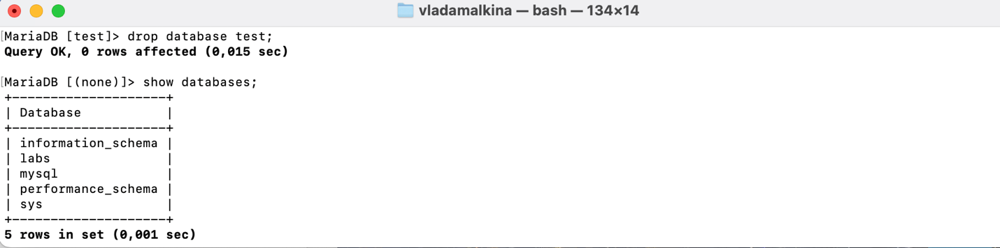 vladamalkina — bash — 134×14
[MariaDB [test]> drop database test;
Query OK, 0 rows affected (0,015 sec)
[MariaDB [(none)]> show databases;
+--------------------+
| Database           |
+--------------------+
| information_schema |
| labs               |
| mysql              |
| performance_schema |
| sys                |
+--------------------+
5 rows in set (0,001 sec)